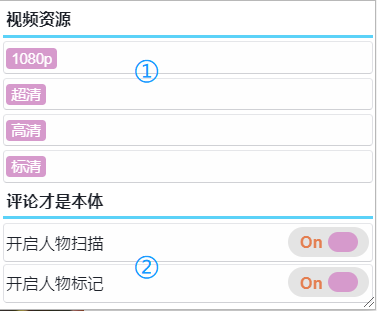 视频资源
1080p
①
超清
高清
标清
评论才是本体
开启人物扫描 On
②
开启人物标记 On